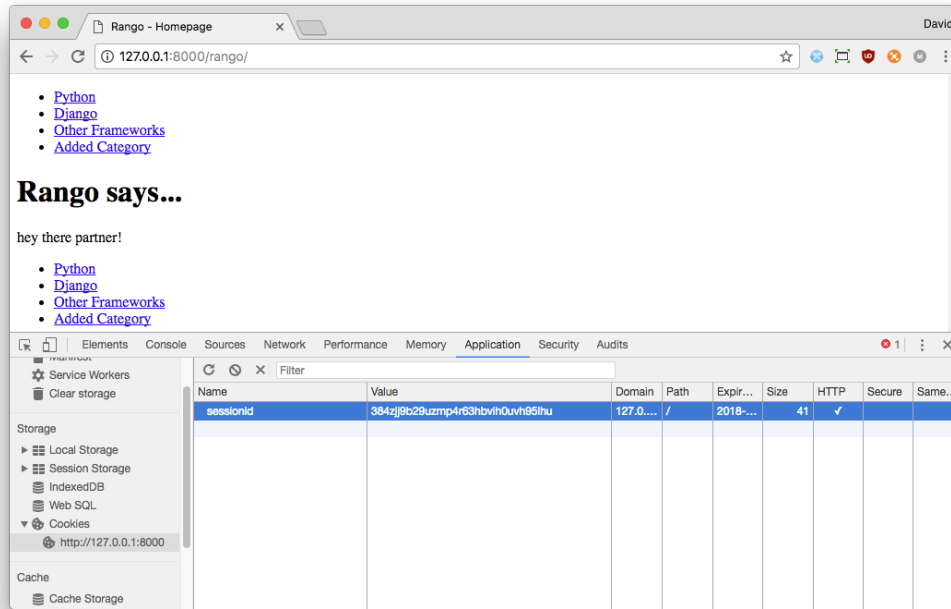 Rango - Homepage
David
127.0.0.1:8000/rango/
Python
Django
Other Frameworks
Added Category
Rango says...
hey there partner!
Python
Django
Other Frameworks
Added Category
Elements Console Sources Network Performance Memory Application Security Audits 1
Manifest
Service Workers
Clear storage
Storage
Local Storage
Session Storage
IndexedDB
Web SQL
Cookies
http://127.0.0.1:8000
Cache
Cache Storage
Filter
Name Value Domain Path Expir... Size HTTP Secure Same...
sessionid 384zjj9b29uzmp4r63hbvih0uvh95lhu 127.0.... / 2018-... 41 ✓